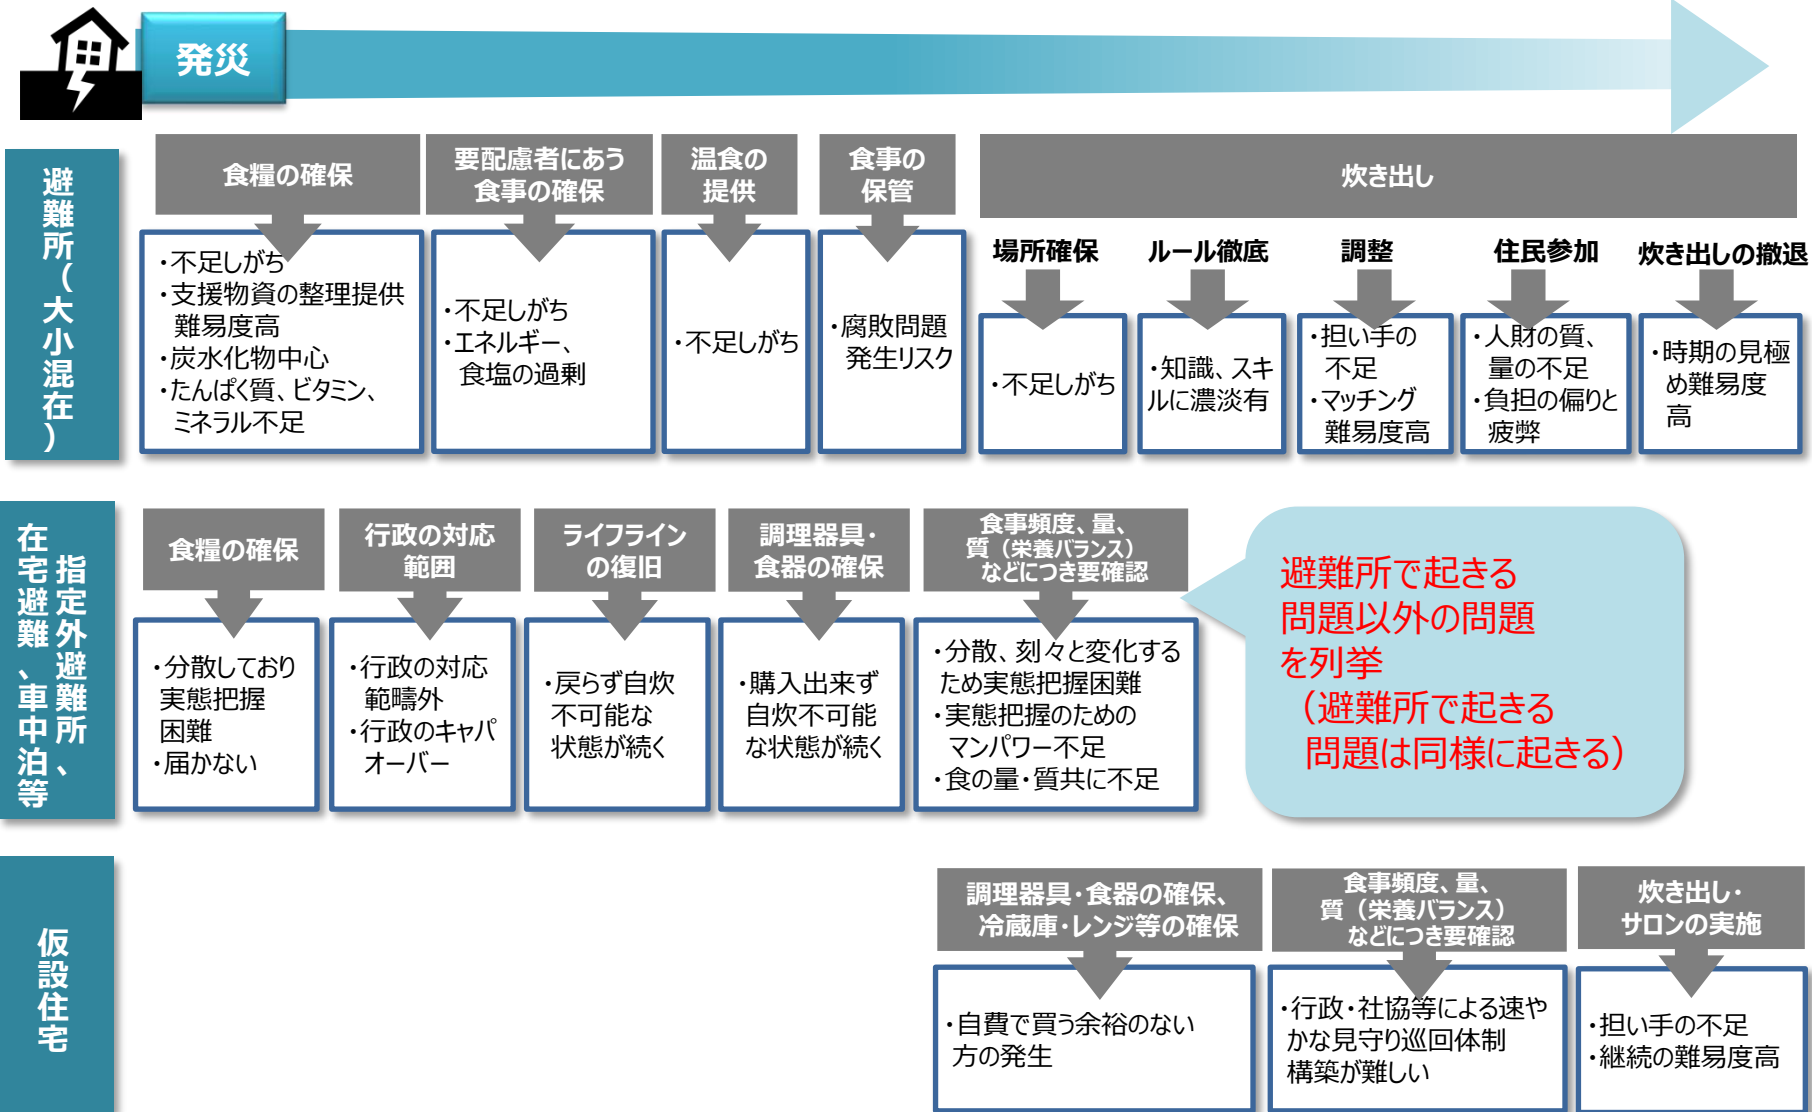 発災
避難所(大小混在)
食糧の確保
・不足しがち
・支援物資の整理提供
難易度高
・炭水化物中心
・たんぱく質、ビタミン、
ミネラル不足
要配慮者にあう
食事の確保
・不足しがち
・エネルギー、
食塩の過剰
温食の
提供
・不足しがち
食事の
保管
・腐敗問題
発生リスク
炊き出し
場所確保
・不足しがち
ルール徹底
・知識、スキ
ルに濃淡有
調整
・担い手の
不足
・マッチング
難易度高
住民参加
・人財の質、
量の不足
・負担の偏りと
疲弊
炊き出しの撤退
・時期の見極
め難易度
高
指定外避難所、
在宅避難、車中泊等
食糧の確保
・分散しており
実態把握
困難
・届かない
行政の対応
範囲
・行政の対応
範疇外
・行政のキャパ
オーバー
ライフライン
の復旧
・戻らず自炊
不可能な
状態が続く
調理器具・
食器の確保
・購入出来ず
自炊不可能
な状態が続く
食事頻度、量、
質(栄養バランス)
などにつき要確認
・分散、刻々と変化する
ため実態把握困難
・実態把握のための
マンパワー不足
・食の量・質共に不足
避難所で起きる
問題以外の問題
を列挙
(避難所で起きる
問題は同様に起きる)
仮設住宅
調理器具・食器の確保、
冷蔵庫・レンジ等の確保
・自費で買う余裕のない
方の発生
食事頻度、量、
質(栄養バランス)
などにつき要確認
・行政・社協等による速や
かな見守り巡回体制
構築が難しい
炊き出し・
サロンの実施
・担い手の不足
・継続の難易度高